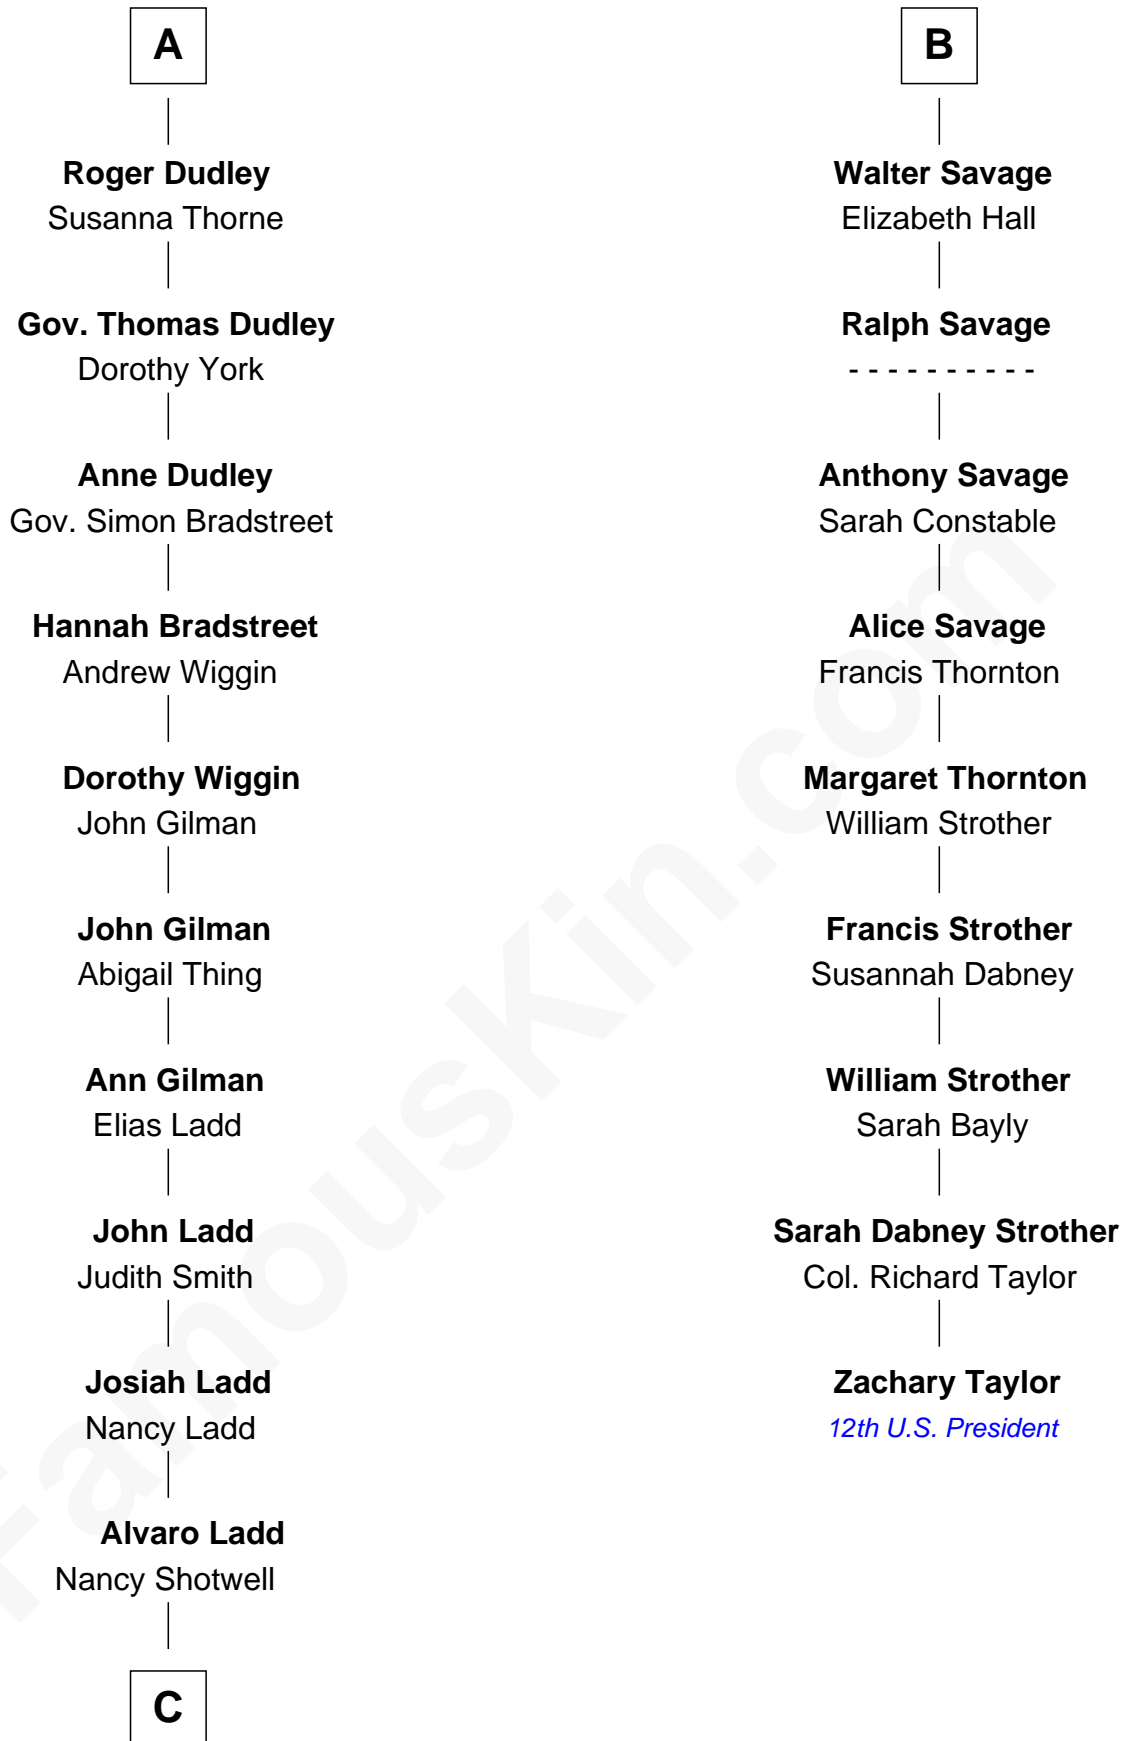 A
Roger Dudley
Susanna Thorne
Gov. Thomas Dudley
Dorothy York
Anne Dudley
Gov. Simon Bradstreet
Hannah Bradstreet
Andrew Wiggin
Dorothy Wiggin
John Gilman
John Gilman
Abigail Thing
Ann Gilman
Elias Ladd
John Ladd
Judith Smith
Josiah Ladd
Nancy Ladd
Alvaro Ladd
Nancy Shotwell
C
B
Walter Savage
Elizabeth Hall
Ralph Savage
- - - - - - - - - -
Anthony Savage
Sarah Constable
Alice Savage
Francis Thornton
Margaret Thornton
William Strother
Francis Strother
Susannah Dabney
William Strother
Sarah Bayly
Sarah Dabney Strother
Col. Richard Taylor
Zachary Taylor
12th U.S. President
FamousKin.com